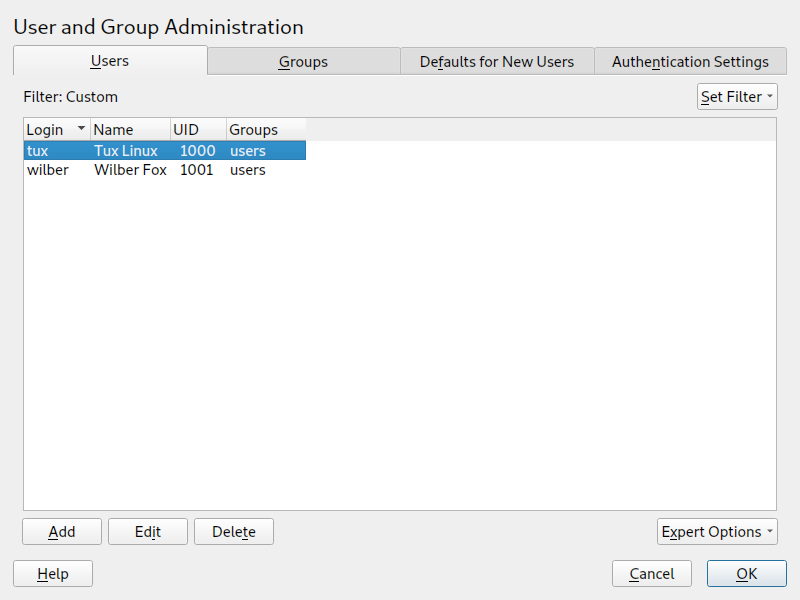 User and Group Administration
Users Groups Defaults for New Users Authentication Settings
Filter: Custom Set Filter
Login Name UID Groups
tux Tux Linux 1000 users
wilber Wilber Fox 1001 users
Add Edit Delete Expert Options
Help Cancel OK